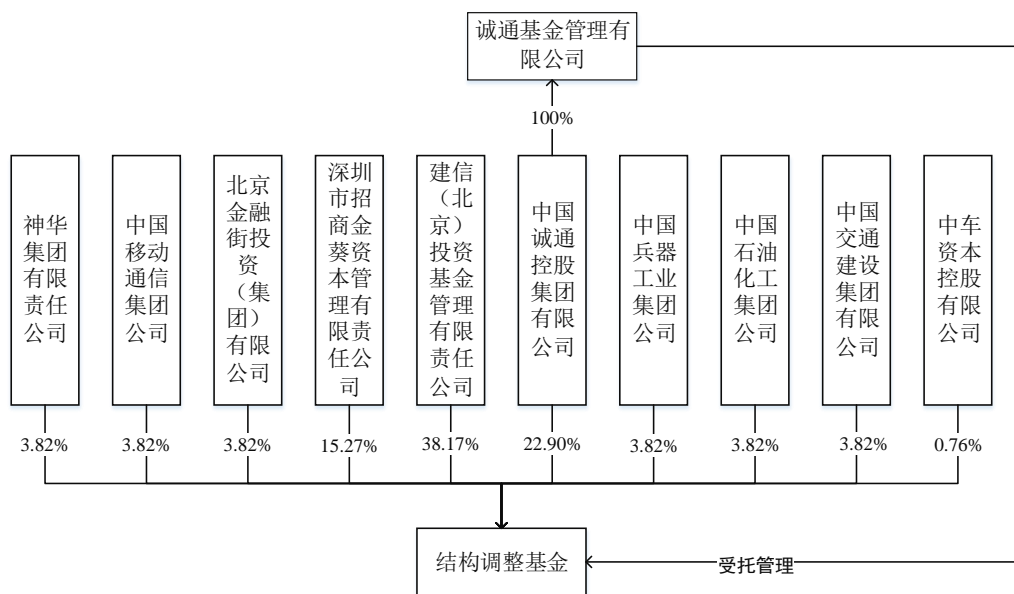 诚通基金管理有
限公司
100%
神华
集团
有限
责任
公司
中国
移动
通信
集团
公司
北京
金融
街投
资
（集
团）
有限
公司
深圳
市招
商金
葵资
本管
理有
限责
任公
司
建信
（北
京）
投资
基金
管理
有限
责任
公司
中国
诚通
控股
集团
有限
公司
中国
兵器
工业
集团
公司
中国
石油
化工
集团
公司
中国
交通
建设
集团
有限
公司
中车
资本
控股
有限
公司
3.82%
3.82%
3.82%
15.27%
38.17%
22.90%
3.82%
3.82%
3.82%
0.76%
结构调整基金
受托管理